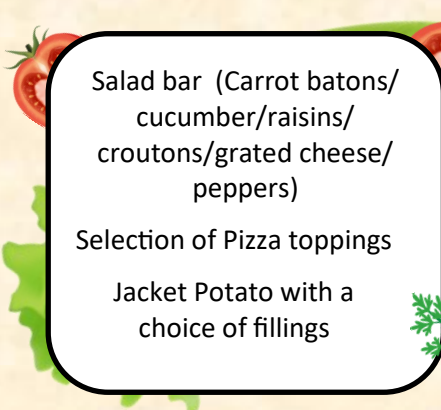 Salad bar  (Carrot batons/
cucumber/raisins/
croutons/grated cheese/
peppers)
Selection of Pizza toppings
Jacket Potato with a
choice of fillings